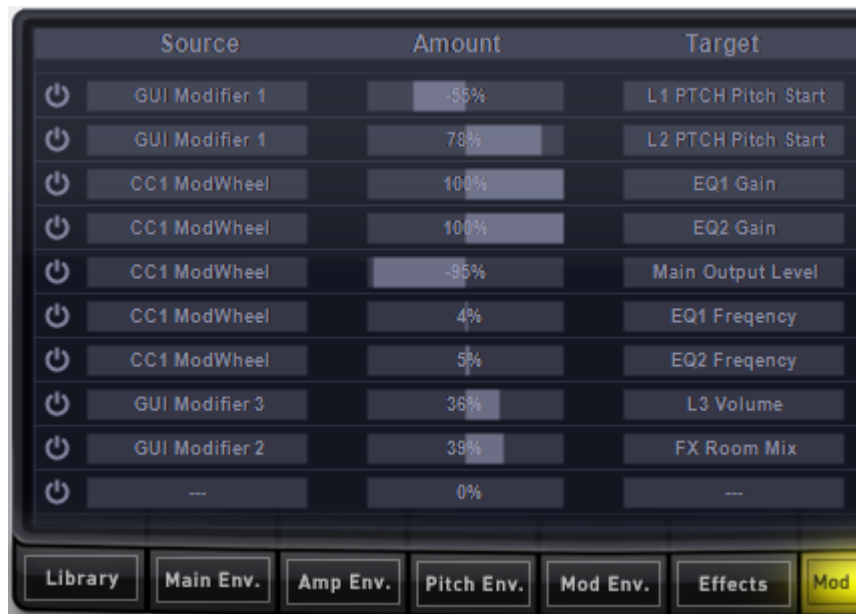 Source Amount Target
GUI Modifier 1 -55% L1 PTCH Pitch Start
GUI Modifier 1 78% L2 PTCH Pitch Start
CC1 ModWheel 100% EQ1 Gain
CC1 ModWheel 100% EQ2 Gain
CC1 ModWheel -95% Main Output Level
CC1 ModWheel 4% EQ1 Freqency
CC1 ModWheel 5% EQ2 Freqency
GUI Modifier 3 36% L3 Volume
GUI Modifier 2 39% FX Room Mix
--- 0% ---
Library Main Env. Amp Env. Pitch Env. Mod Env. Effects Mod